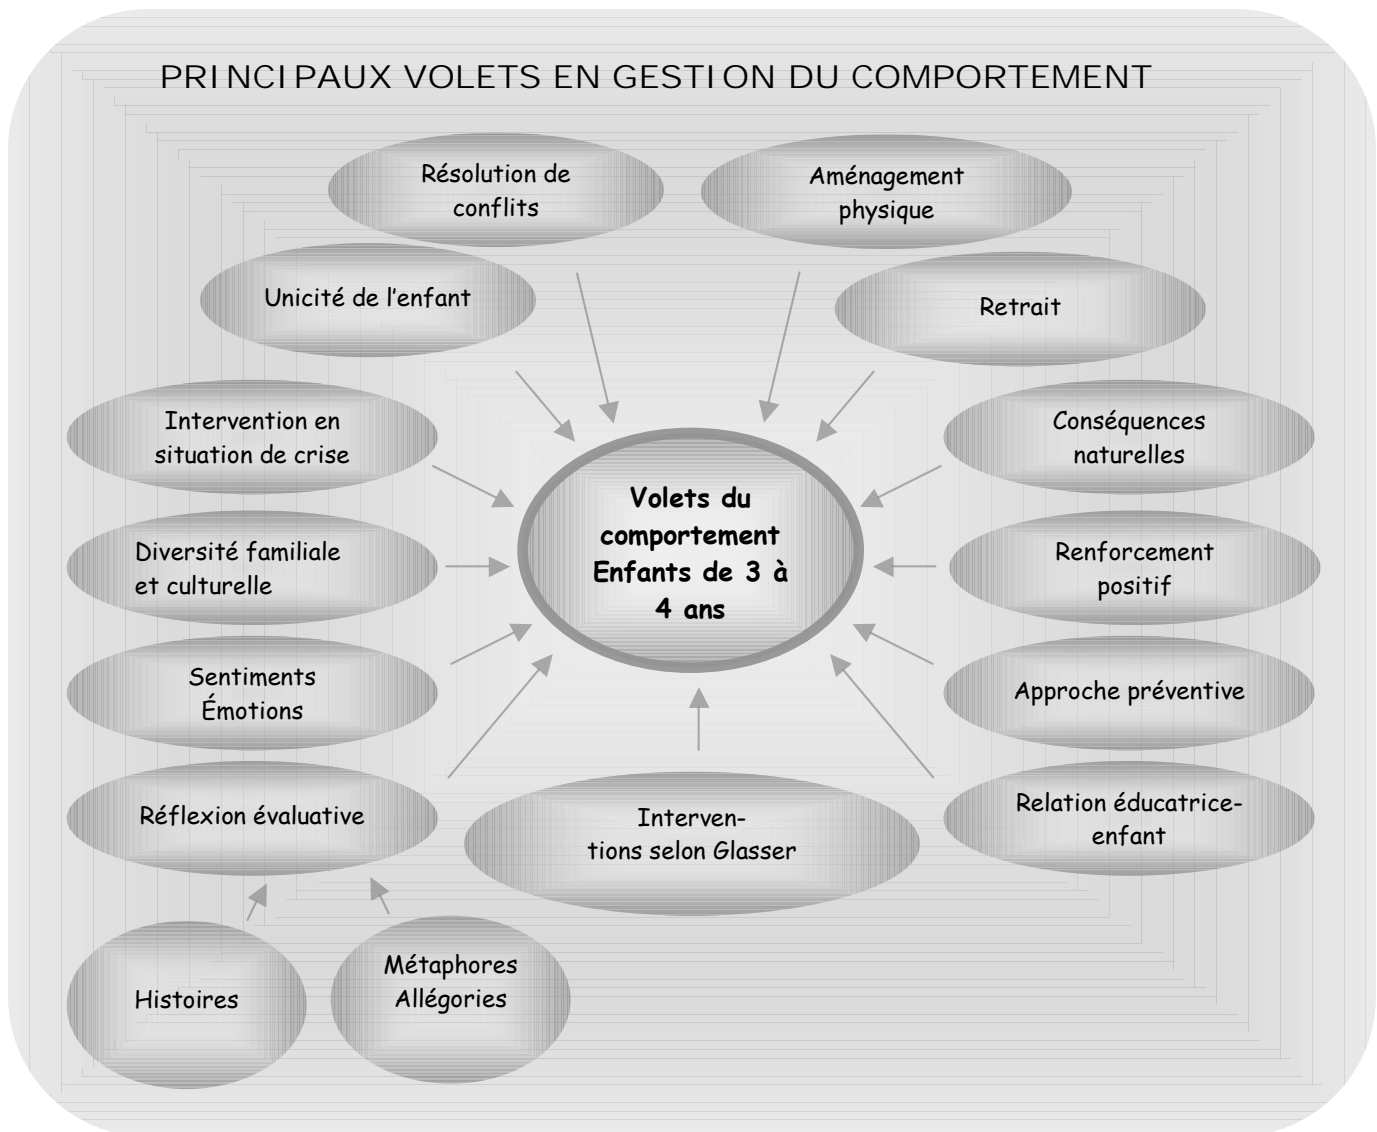 PRINCIPAUX VOLETS EN GESTION DU COMPORTEMENT
Résolution de
conflits
Aménagement
physique
Unicité de l'enfant
Retrait
Intervention en
situation de crise
Conséquences
naturelles
Volets du
comportement
Enfants de 3 à
4 ans
Diversité familiale
et culturelle
Renforcement
positif
Sentiments
Émotions
Approche préventive
Réflexion évaluative
Interven-
tions selon Glasser
Relation éducatrice-
enfant
Histoires
Métaphores
Allégories